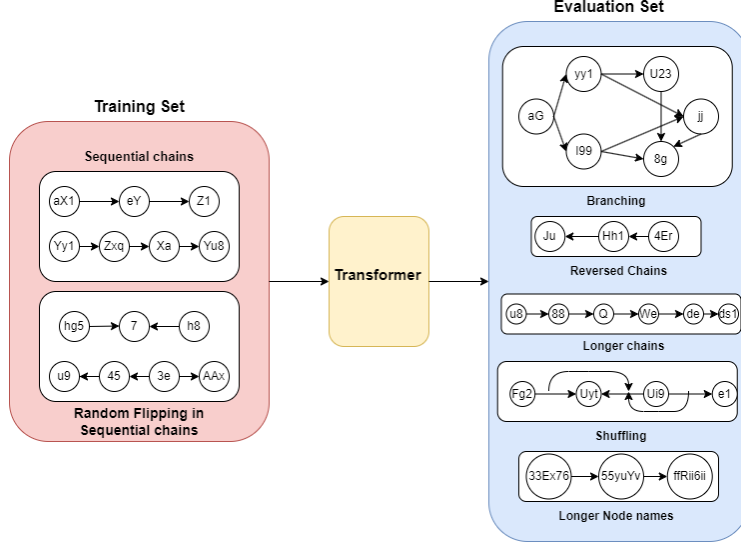 Evaluation Set
Training Set
Sequential chains
aX1 eY Z1
Yy1 Zxq Xa Yu8
hg5 7 h8
u9 45 3e AAx
Random Flipping in
Sequential chains
Transformer
yy1 U23
aG jj
I99 8g
Branching
Ju Hh1 4Er
Reversed Chains
u8 88 Q We de ds1
Longer chains
Fg2 Uyt Ui9 e1
Shuffling
33Ex76 55yuYv ffRii6ii
Longer Node names